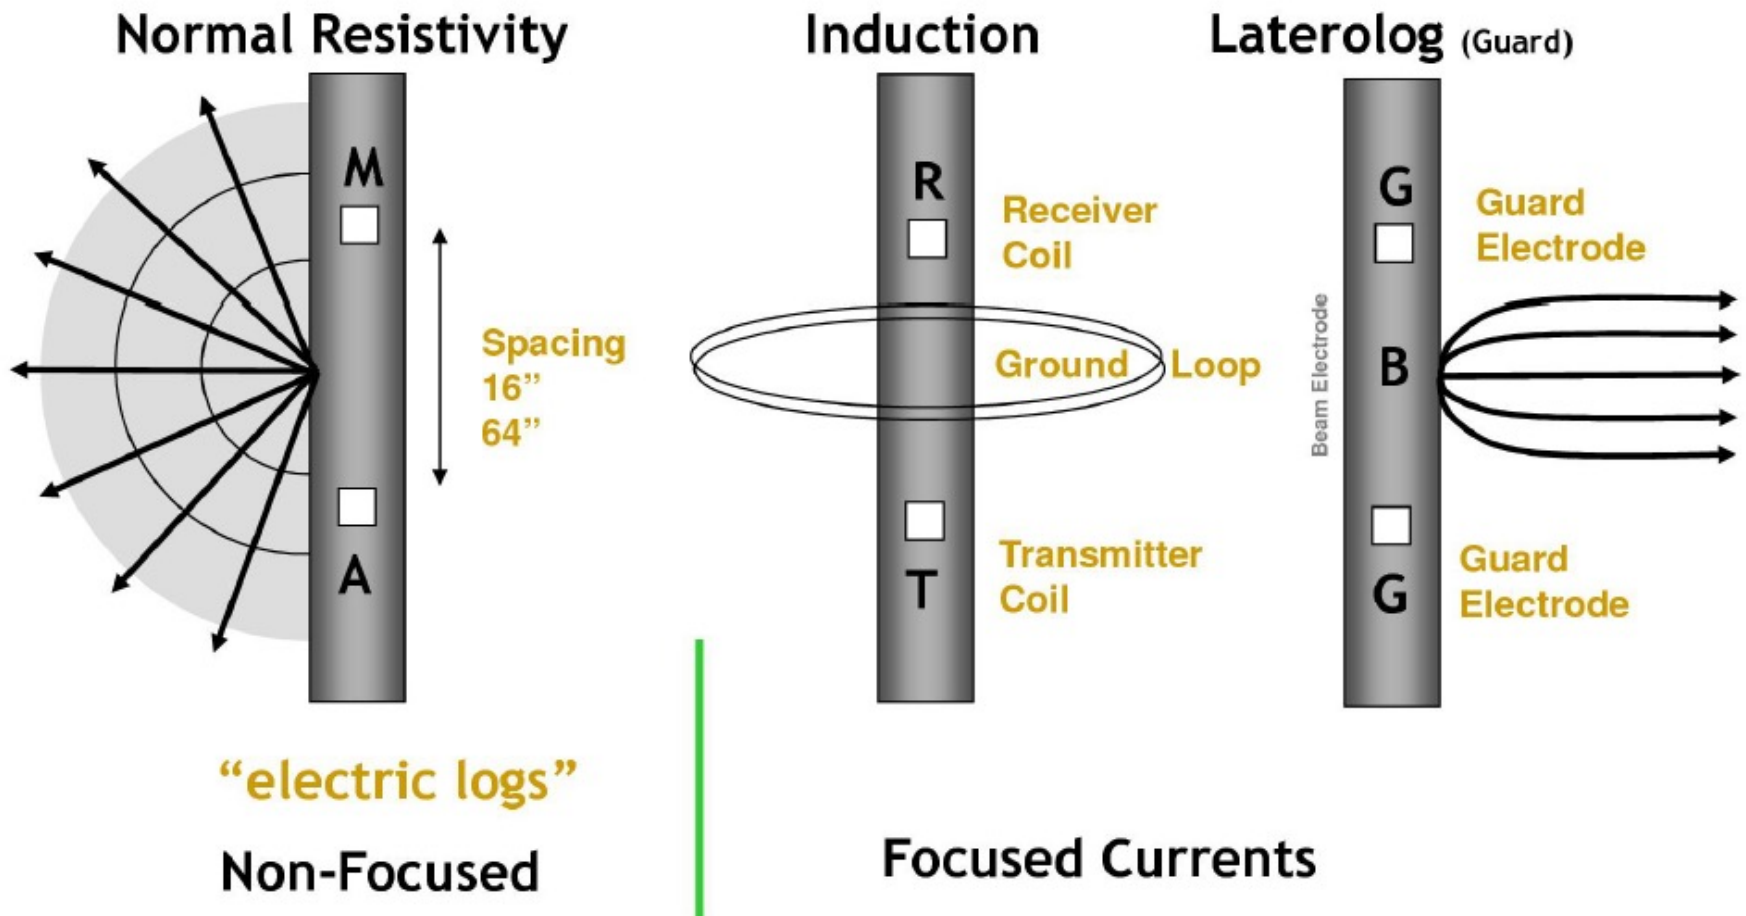 Normal Resistivity
M
Spacing
16”
64”
A
“electric logs”
Non-Focused
Induction
R
Receiver
Coil
Ground Loop
Transmitter
Coil
T
Laterolog (Guard)
G
Guard
Electrode
Beam Electrode
B
Guard
Electrode
G
Focused Currents